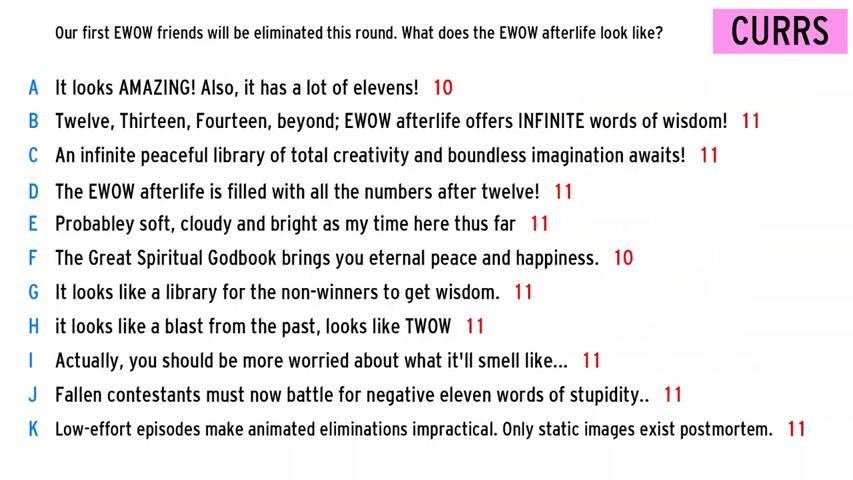 Our first EWOW friends will be eliminated this round. What does the EWOW afterlife look like?
CURRS
A It looks AMAZING! Also, it has a lot of elevens! 10
B Twelve, Thirteen, Fourteen, beyond; EWOW afterlife offers INFINITE words of wisdom! 11
C An infinite peaceful library of total creativity and boundless imagination awaits! 11
D The EWOW afterlife is filled with all the numbers after twelve! 11
E Probabley soft, cloudy and bright as my time here thus far 11
F The Great Spiritual Godbook brings you eternal peace and happiness. 10
G It looks like a library for the non-winners to get wisdom. 11
H it looks like a blast from the past, looks like TWOW 11
I Actually, you should be more worried about what it'll smell like... 11
J Fallen contestants must now battle for negative eleven words of stupidity.. 11
K Low-effort episodes make animated eliminations impractical. Only static images exist postmortem. 11